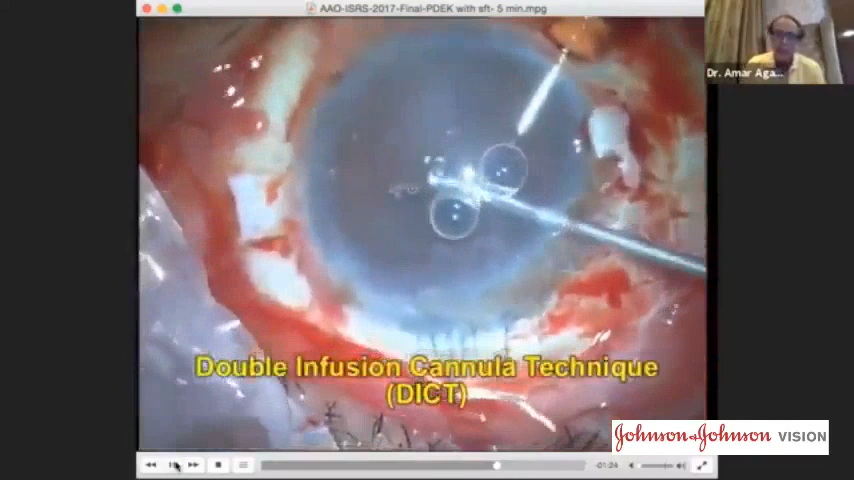 AAO-ISRS-2017-Final-PDEK with sft- 5 min.mpg
Dr. Amar Aga...
Double Infusion Cannula Technique
(DICT)
-01:24
Johnson & Johnson VISION